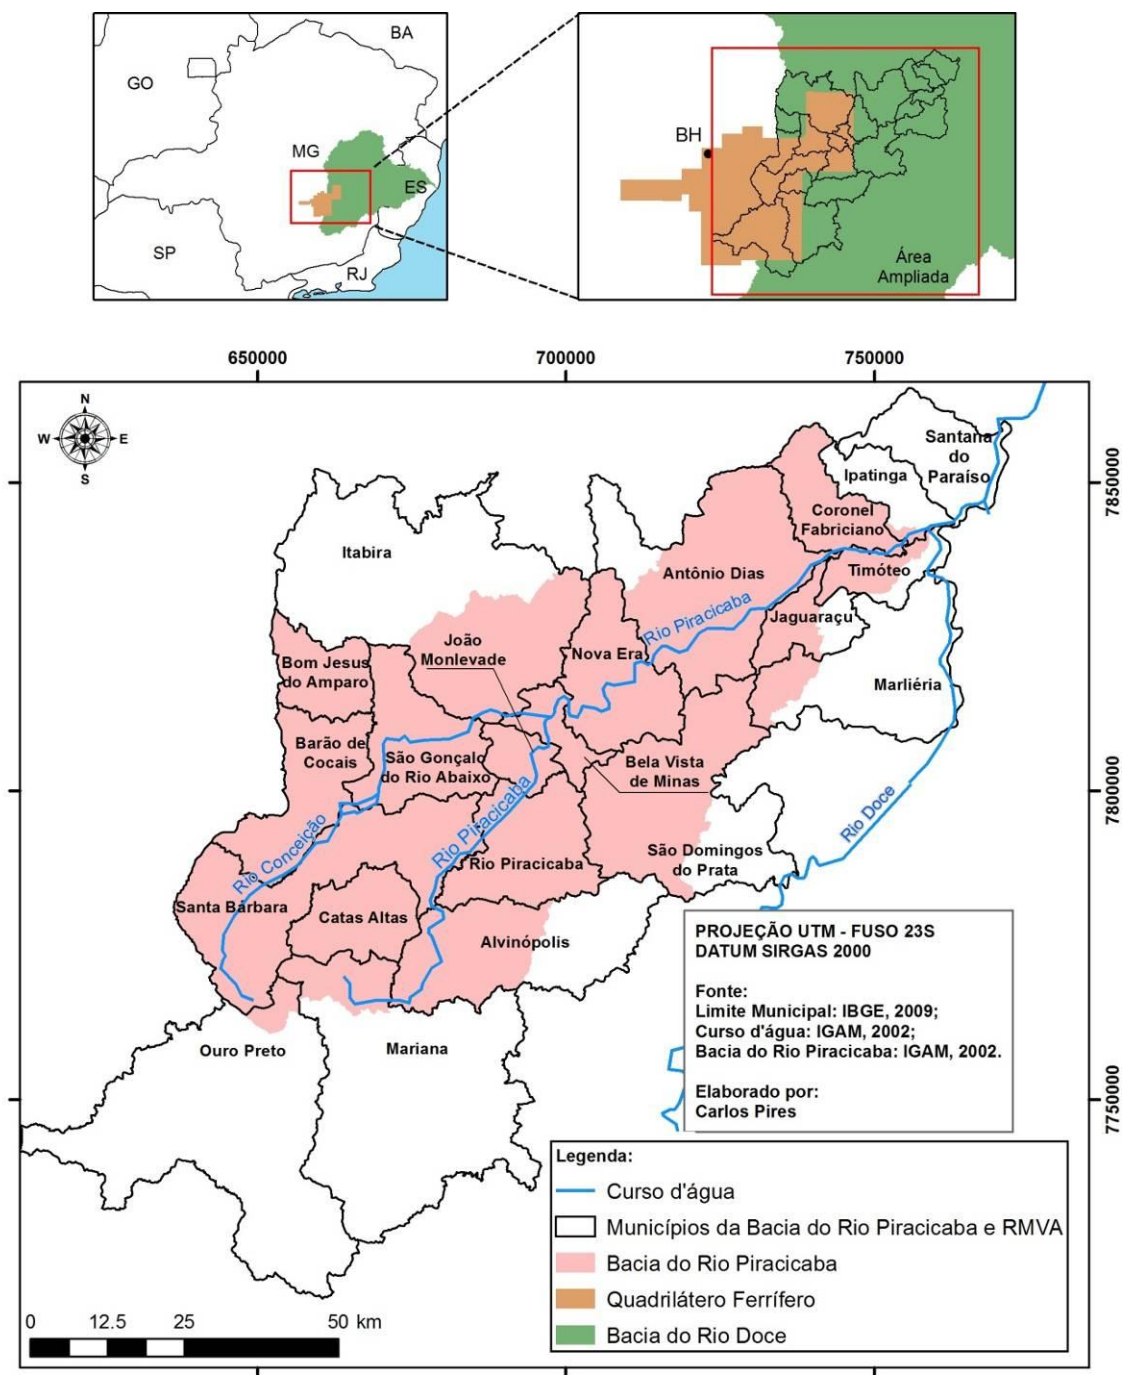 BA
GO
MG
ES
SP
RJ
BH
Área
Ampliada
650000
700000
750000
N
W
E
S
7850000
7800000
7750000
Santana
do
Paraíso
Ipatinga
Coronel
Fabriciano
Itabira
Antônio Dias
Timóteo
Rio Piracicaba
Jaguaraçu
João
Monlevade
Nova Era
Bom Jesus
do Amparo
Marliéria
Barão de
Cocais
São Gonçalo
do Rio Abaixo
Bela Vista
de Minas
Rio Piracicaba
Rio Doce
Rio Conceição
Rio Piracicaba
São Domingos
do Prata
Santa Bárbara
Catas Altas
Alvinópolis
Ouro Preto
Mariana
PROJEÇÃO UTM - FUSO 23S
DATUM SIRGAS 2000
Fonte:
Limite Municipal: IBGE, 2009;
Curso d'água: IGAM, 2002;
Bacia do Rio Piracicaba: IGAM, 2002.
Elaborado por:
Carlos Pires
Legenda:
Curso d'água
Municípios da Bacia do Rio Piracicaba e RMVA
Bacia do Rio Piracicaba
Quadrilátero Ferrífero
Bacia do Rio Doce
0 12.5 25 50 km